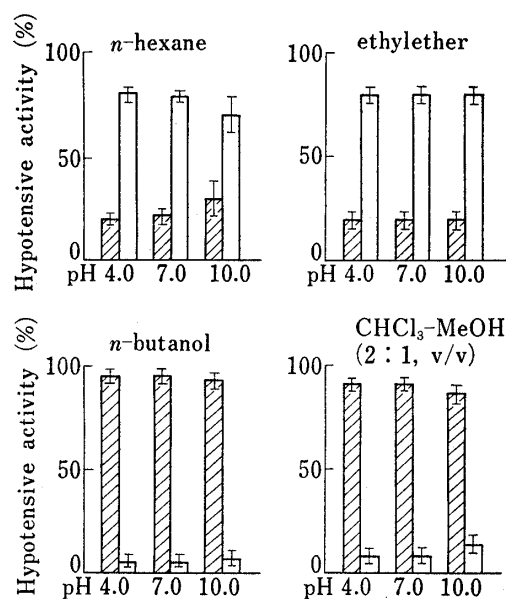 n-hexane
Hypotensive activity (%)
100
50
0
pH 4.0 7.0 10.0
ethylether
100
50
0
4.0 7.0 10.0
n-butanol
Hypotensive activity (%)
100
50
0
pH 4.0 7.0 10.0
CHCl₃-MeOH
(2 : 1, v/v)
100
50
0
pH 4.0 7.0 10.0